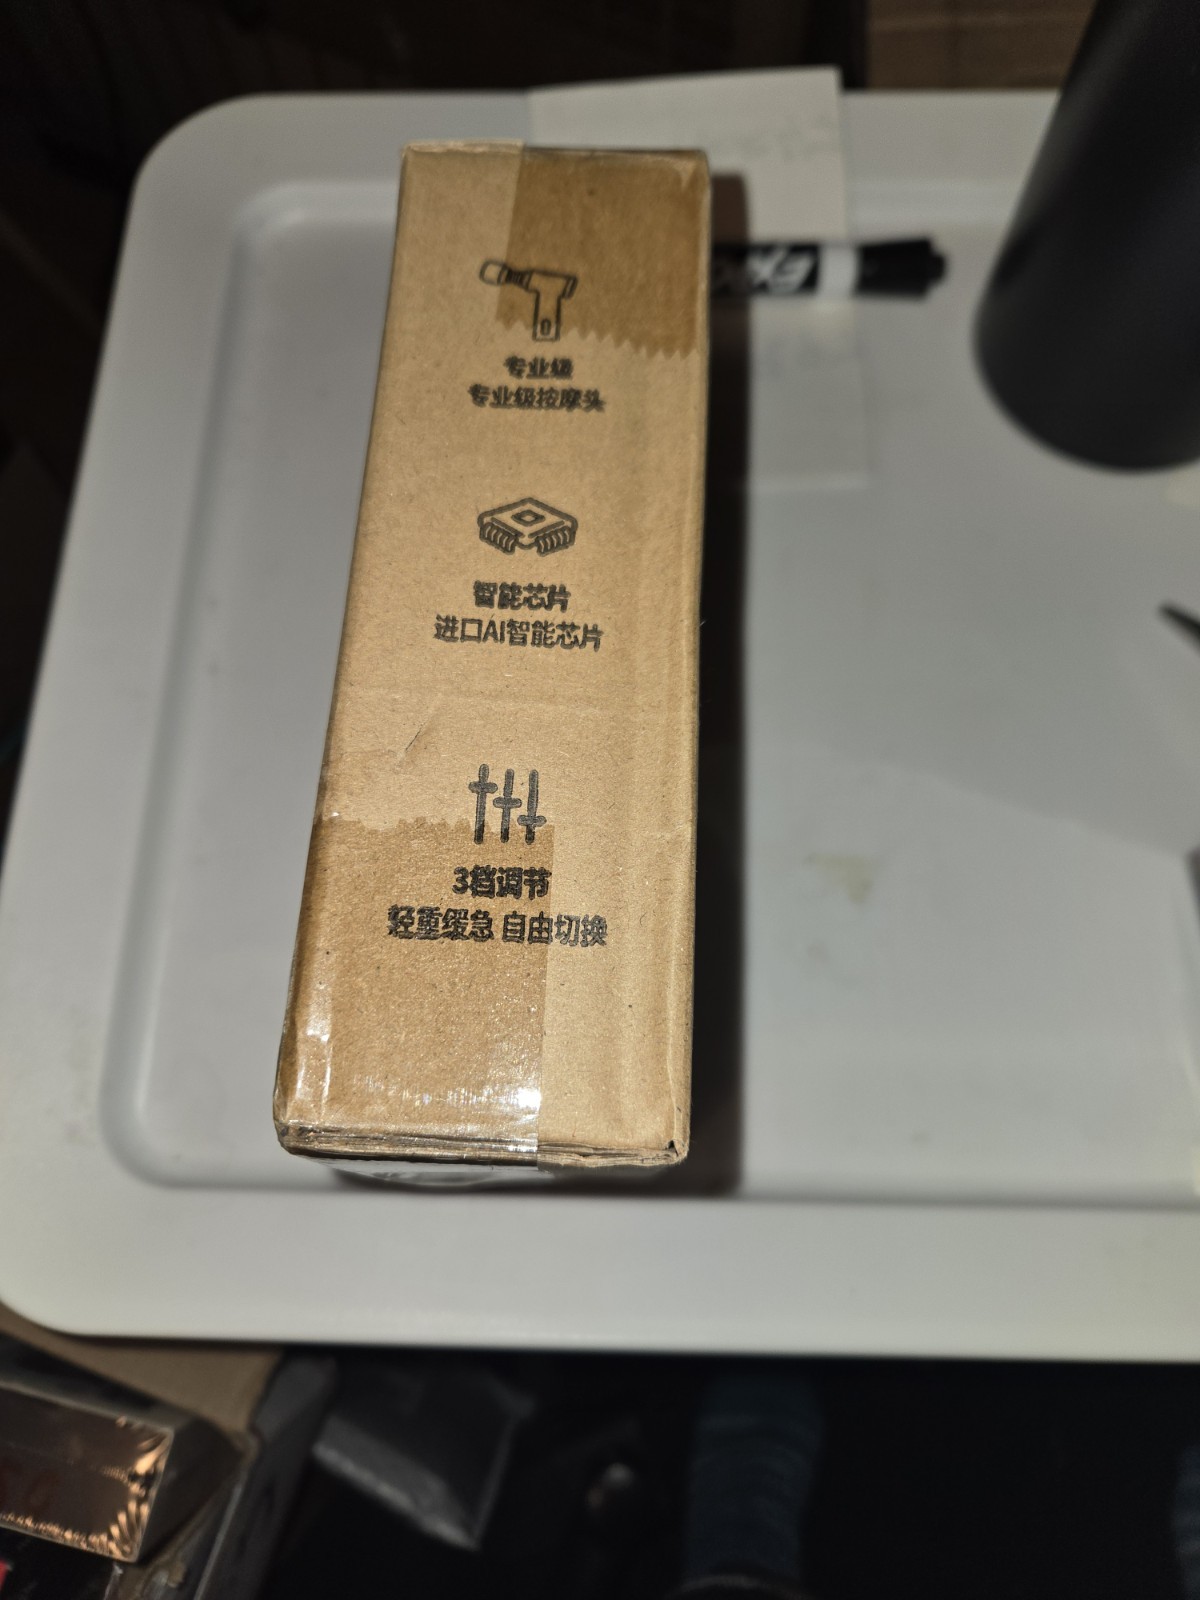 专业级
专业级按摩头
智能芯片
进口AI智能芯片
3档调节
轻重缓急 自由切换